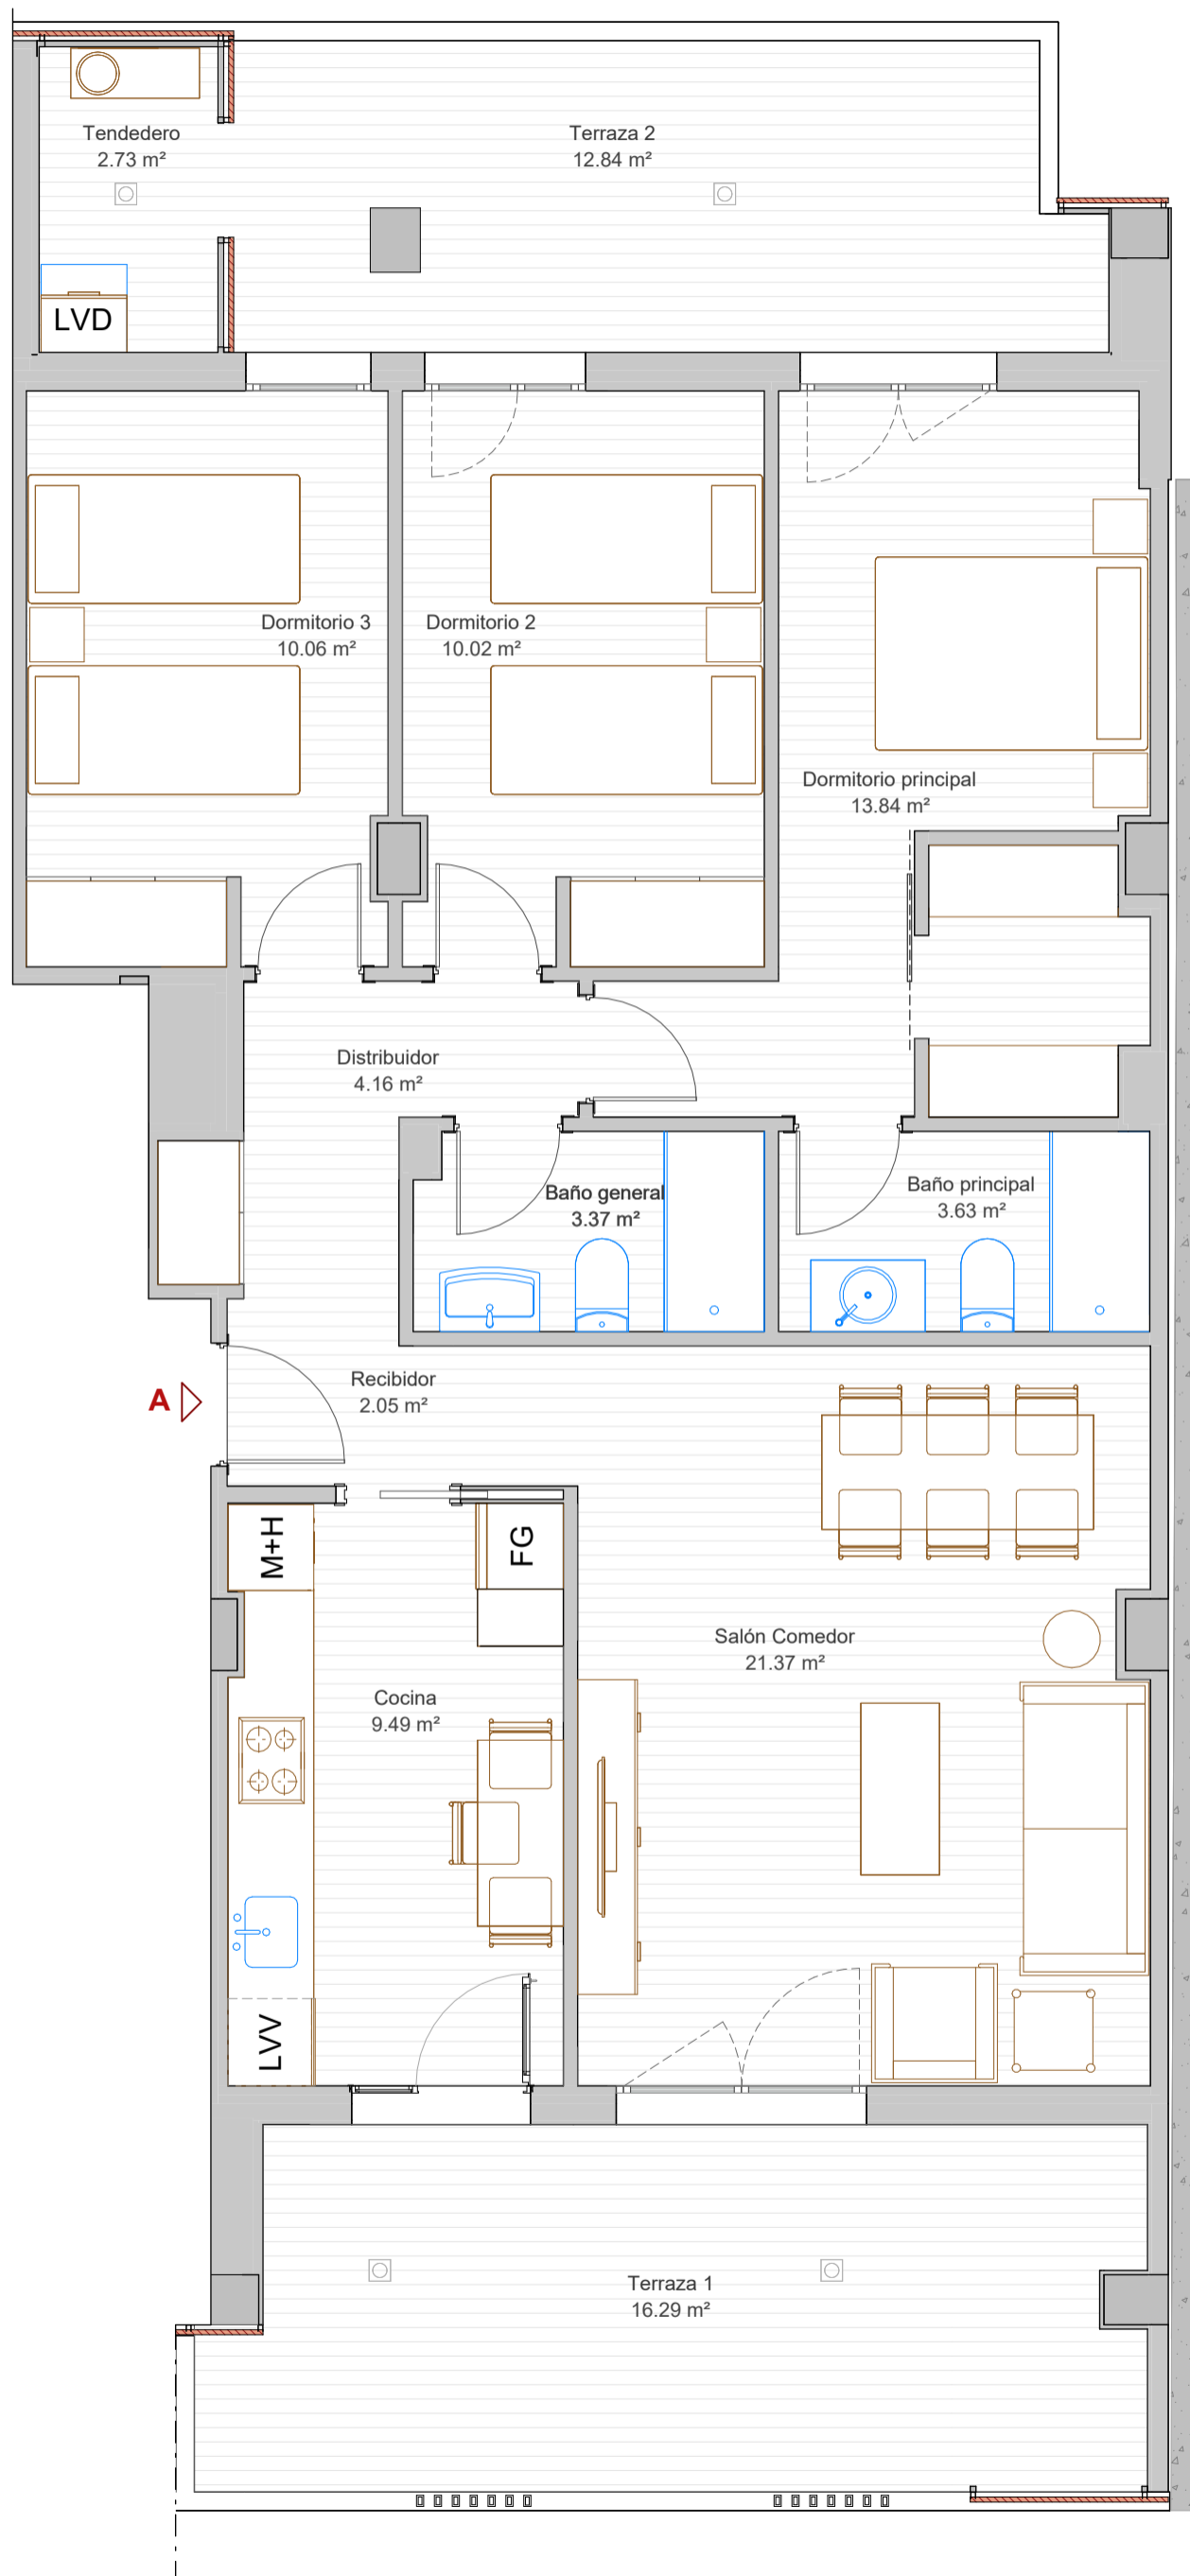 Tendedero
2.73 m²
Terraza 2
12.84 m²
LVD
Dormitorio 3
10.06 m²
Dormitorio 2
10.02 m²
Dormitorio principal
13.84 m²
Distribuidor
4.16 m²
Baño general
3.37 m²
Baño principal
3.63 m²
A
Recibidor
2.05 m²
M+H
FG
Salón Comedor
21.37 m²
Cocina
9.49 m²
LVV
Terraza 1
16.29 m²